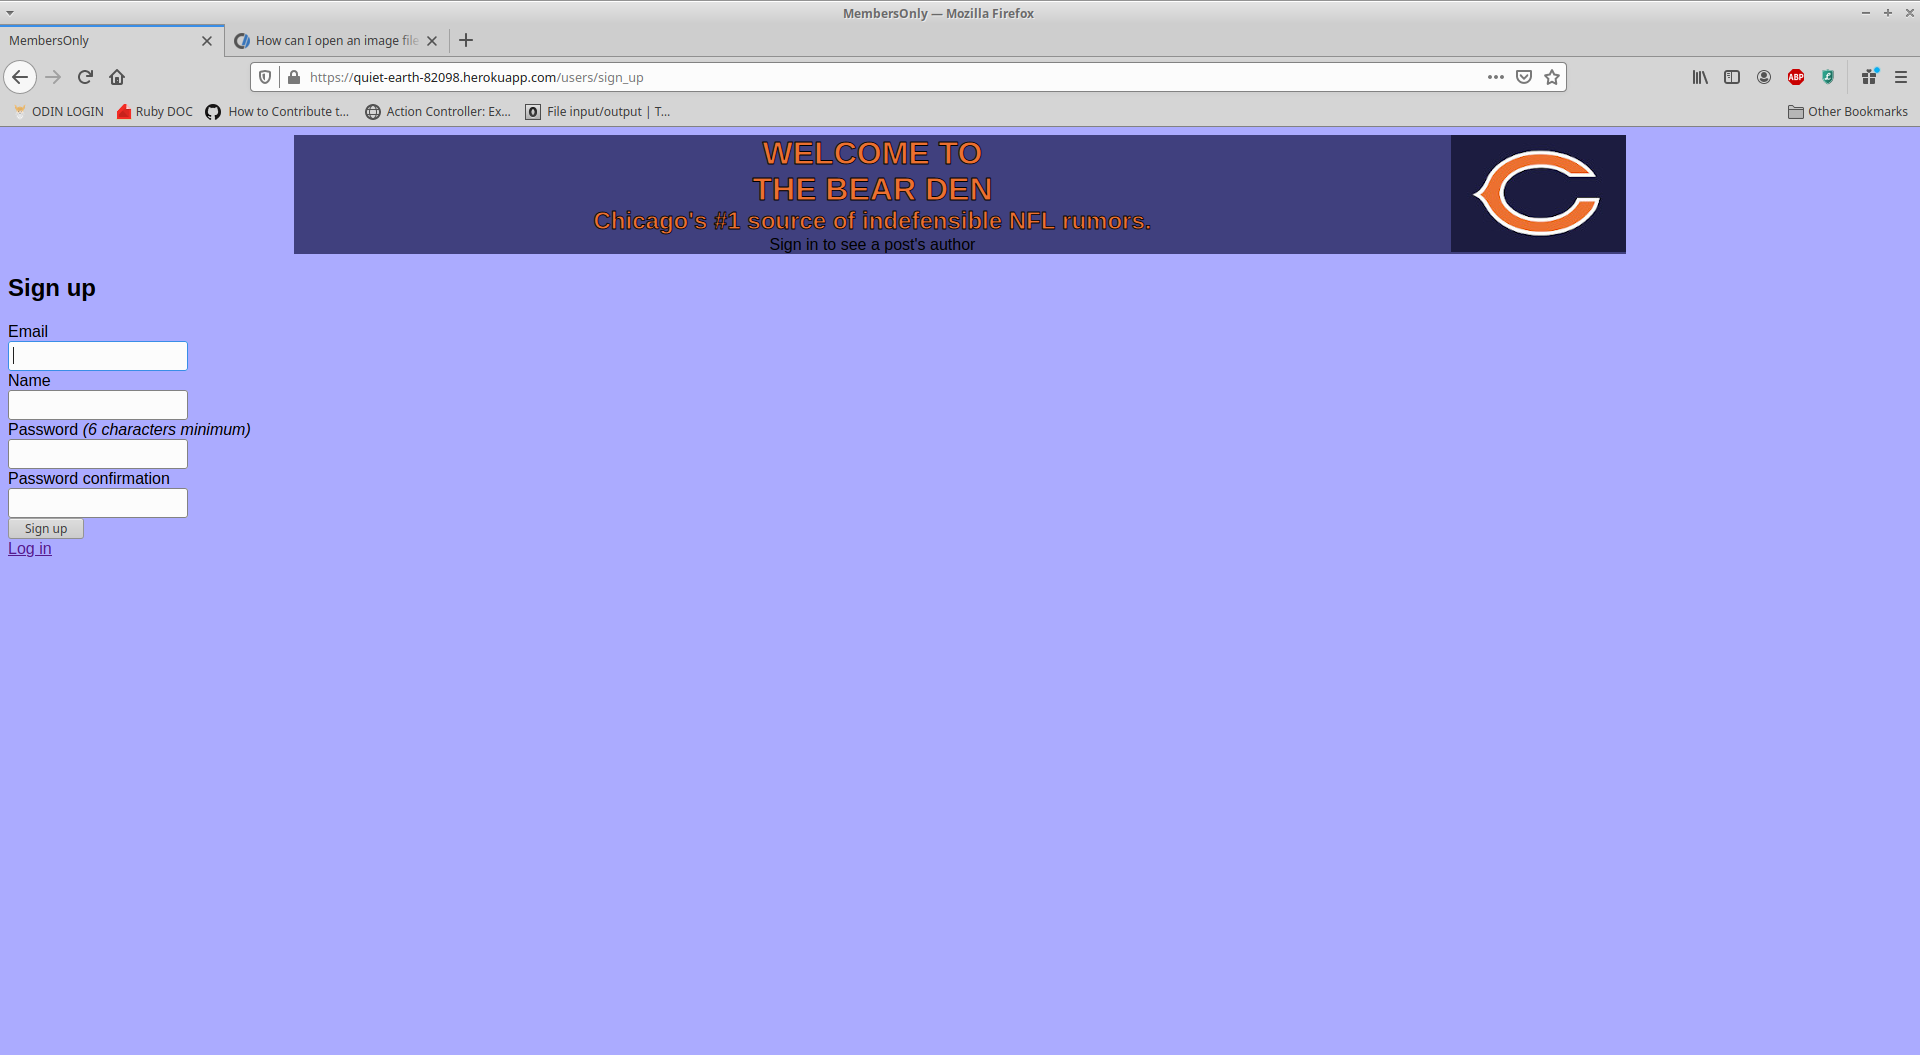 MembersOnly — Mozilla Firefox
MembersOnly
How can I open an image file
https://quiet-earth-82098.herokuapp.com/users/sign_up
ABP
ODIN LOGIN
Ruby DOC
How to Contribute t...
Action Controller: Ex...
File input/output | T...
Other Bookmarks
WELCOME TO
THE BEAR DEN
Chicago's #1 source of indefensible NFL rumors.
Sign in to see a post's author
C
Sign up
Email
Name
Password (6 characters minimum)
Password confirmation
Sign up
Log in